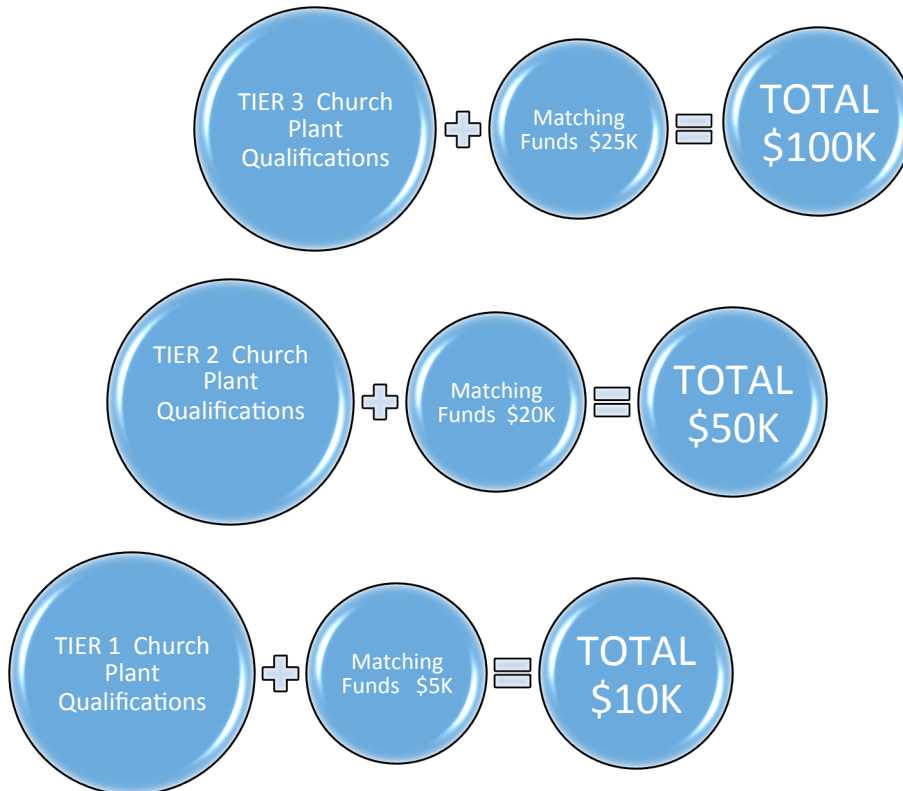 TIER 3 Church
Plant
Qualifications
Matching
Funds $25K
TOTAL
$100K
TIER 2 Church
Plant
Qualifications
Matching
Funds $20K
TOTAL
$50K
TIER 1 Church
Plant
Qualifications
Matching
Funds $5K
TOTAL
$10K